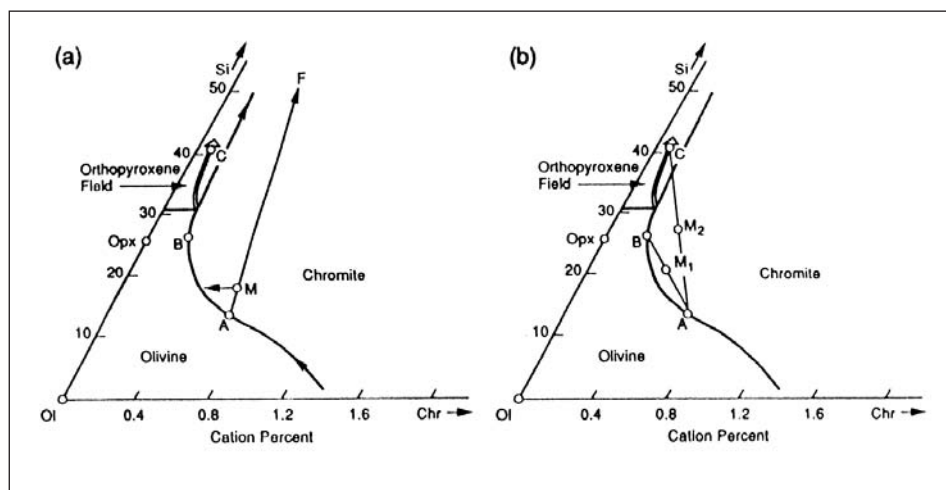 (a)
Si
50
F
40
C
Orthopyroxene
Field
30
Opx
B
20
M
Chromite
A
10
Olivine
Ol
0.4
0.8
1.2
1.6
Chr
Cation Percent
(b)
Si
50
40
C
Orthopyroxene
Field
30
Opx
B
M2
20
M1
Chromite
A
10
Olivine
Ol
0.4
0.8
1.2
1.6
Chr
Cation Percent